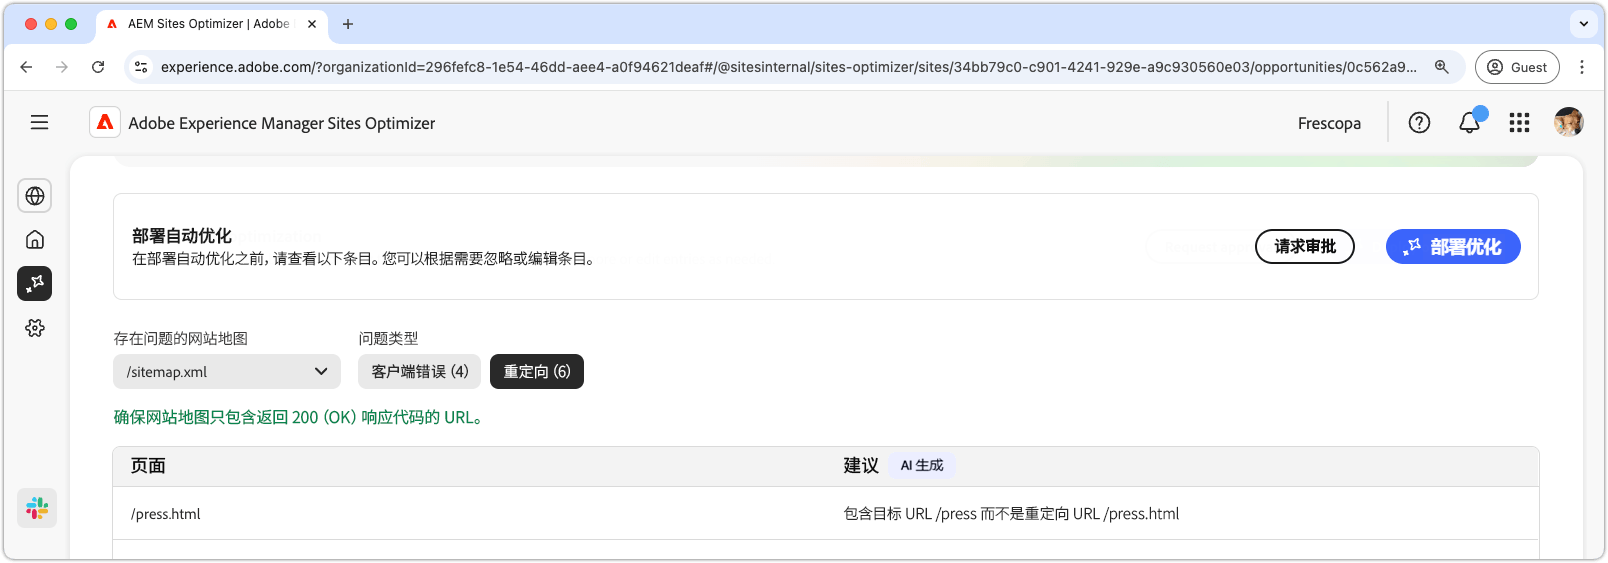 AEM Sites Optimizer | Adobe
experience.adobe.com/?organizationId=296fefc8-1e54-46dd-aee4-a0f94621deaf#/@sitesinternal/sites-optimizer/sites/34bb79c0-c901-4241-929e-a9c930560e03/opportunities/0c562a9...
Guest
Adobe Experience Manager Sites Optimizer
Frescopa
部署自动优化
在部署自动优化之前，请查看以下条目。您可以根据需要忽略或编辑条目。
请求审批
部署优化
存在问题的网站地图
问题类型
/sitemap.xml
客户端错误 (4)
重定向 (6)
确保网站地图只包含返回 200（OK）响应代码的 URL。
页面
建议
AI 生成
/press.html
包含目标 URL /press 而不是重定向 URL /press.html